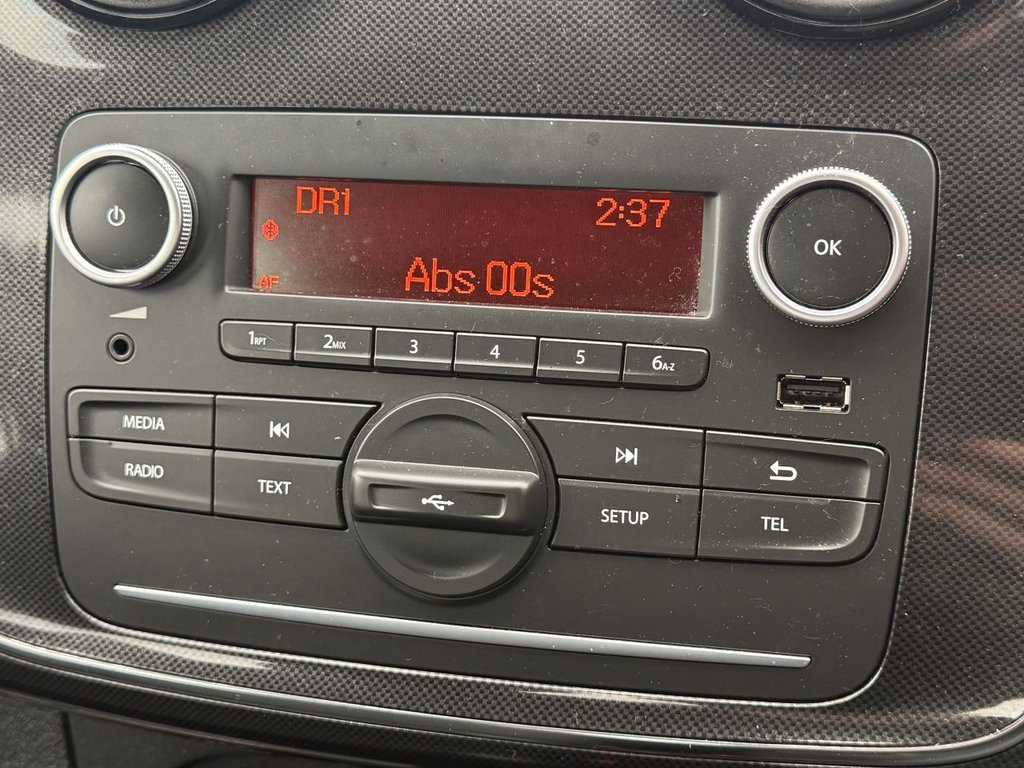 DR1 2:37
AF Abs 00s
1RPT 2MIX 3 4 5 6A-Z
MEDIA
RADIO TEXT
OK
SETUP TEL